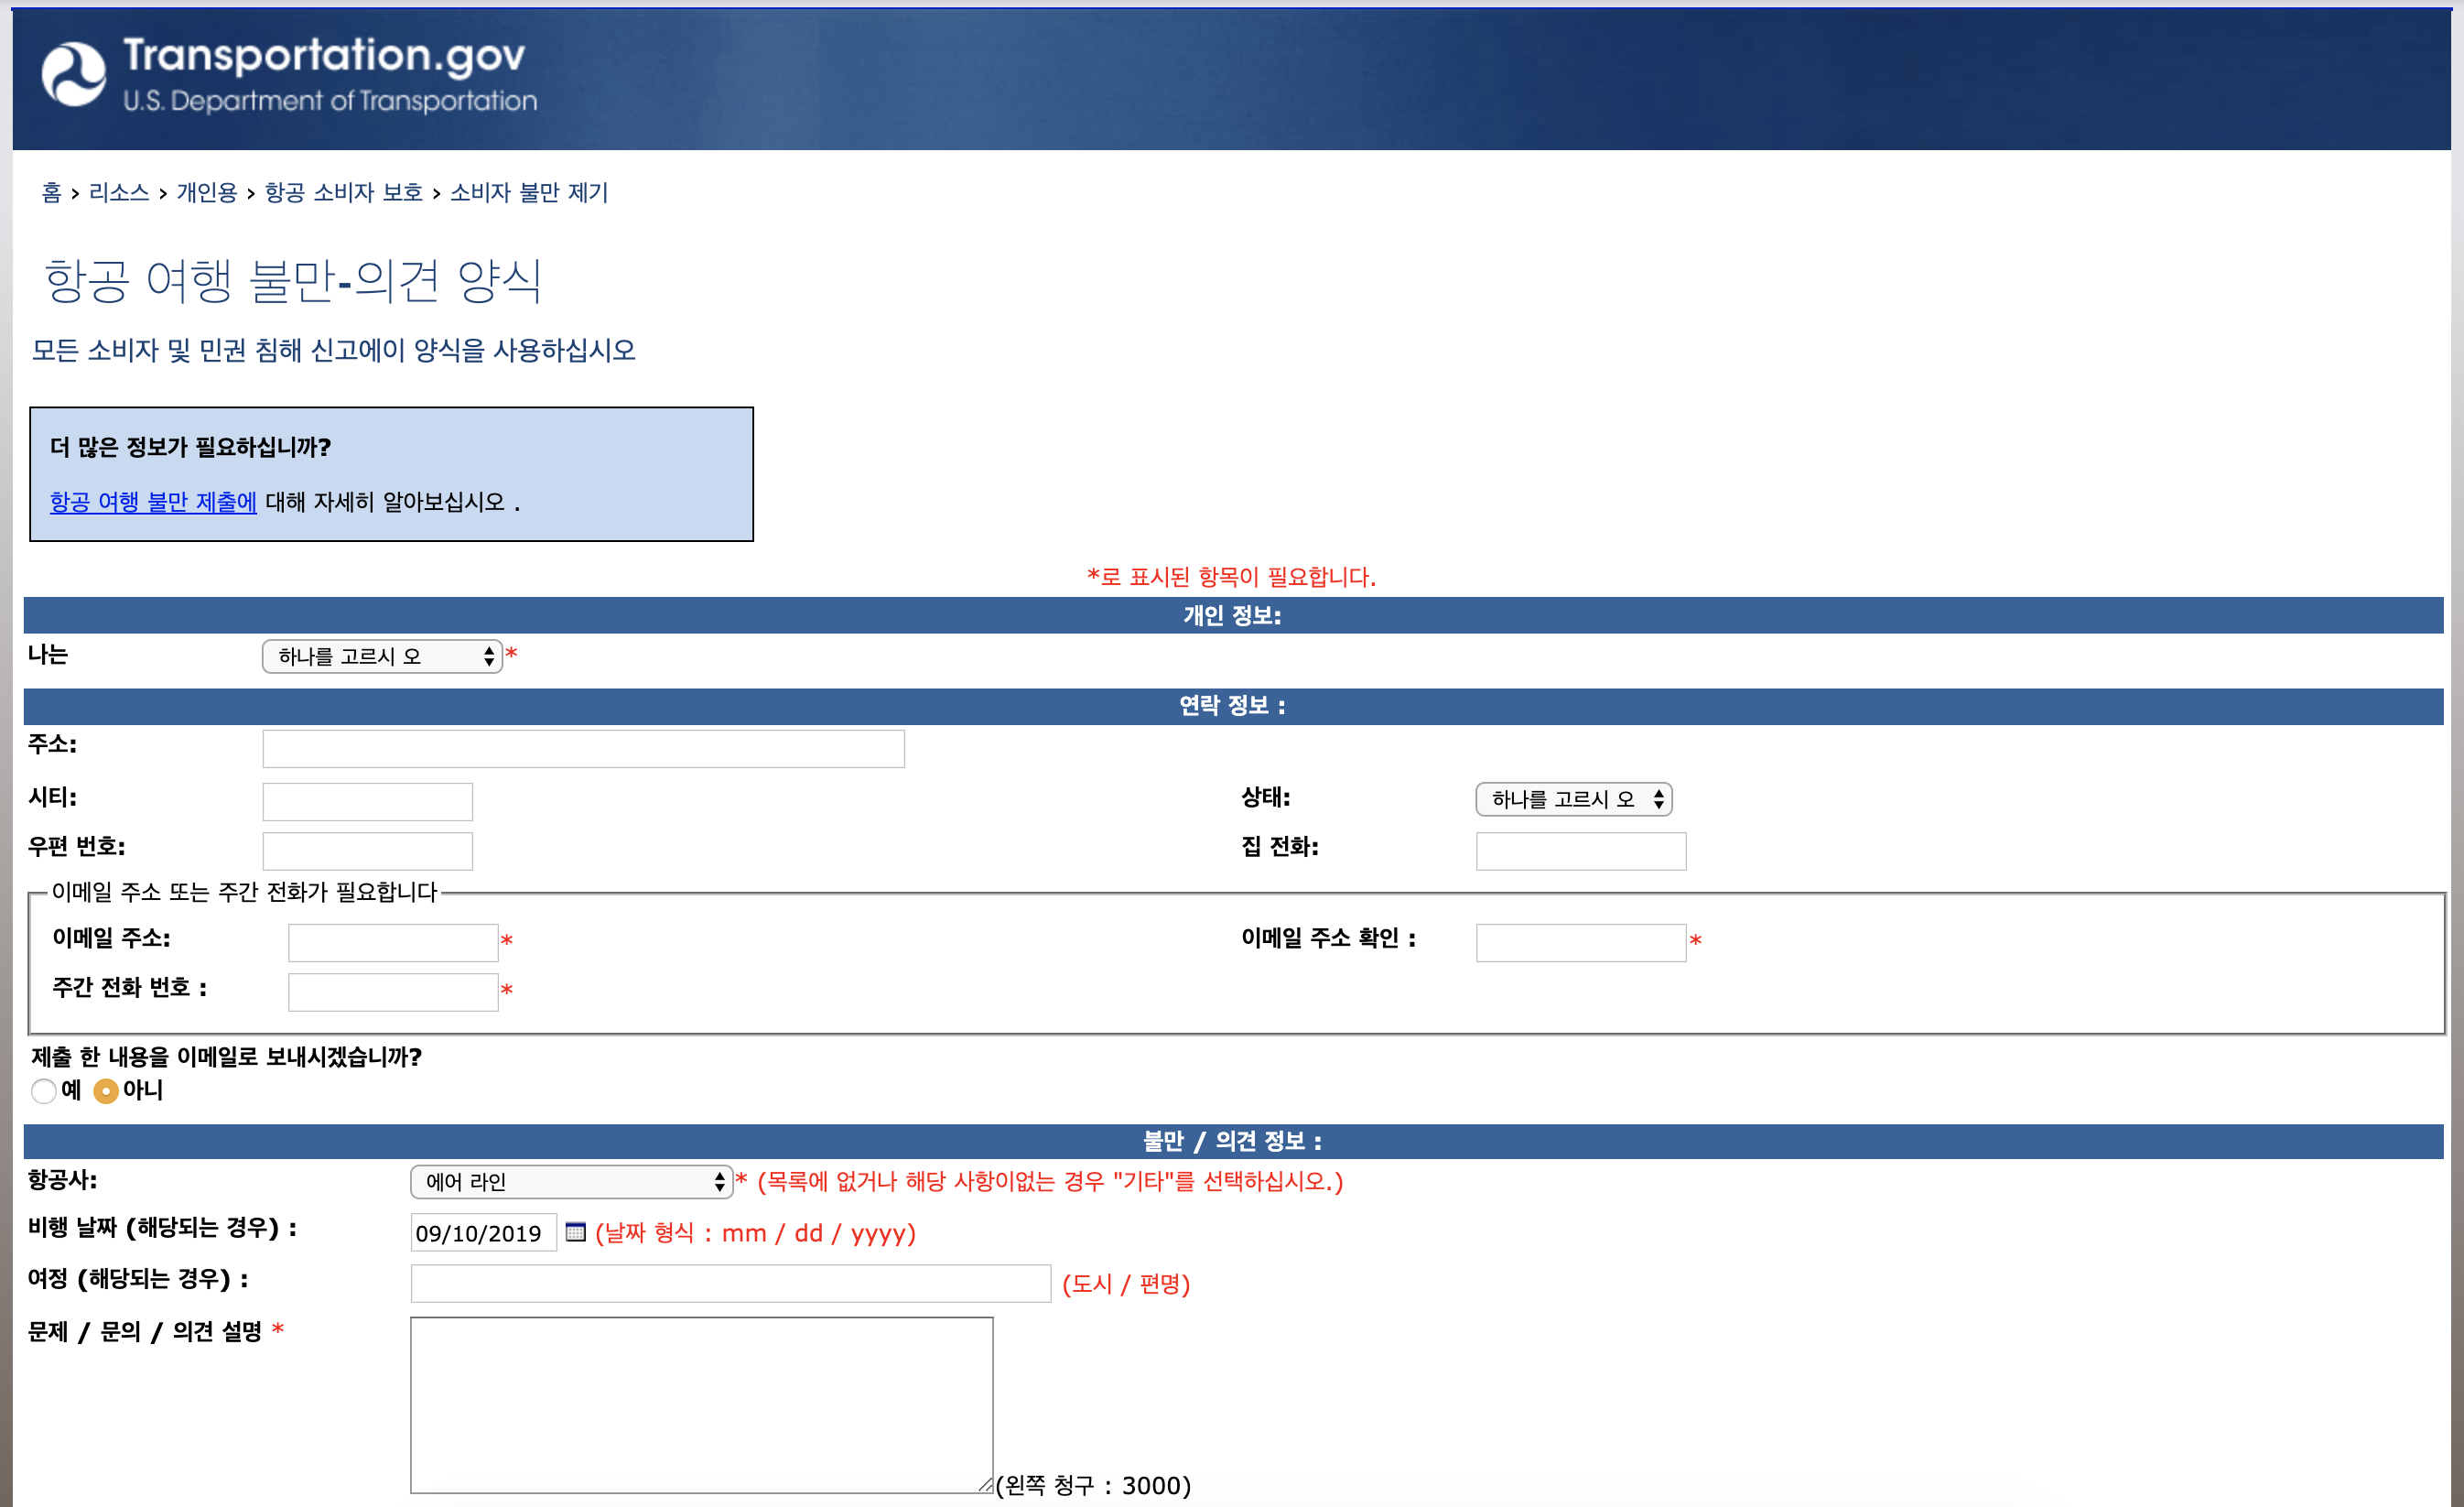 Transportation.gov
U.S. Department of Transportation
홈 › 리소스 › 개인용 › 항공 소비자 보호 › 소비자 불만 제기
항공 여행 불만-의견 양식
모든 소비자 및 민권 침해 신고에이 양식을 사용하십시오
더 많은 정보가 필요하십니까?
항공 여행 불만 제출에 대해 자세히 알아보십시오 .
*로 표시된 항목이 필요합니다.
개인 정보:
나는 하나를 고르시 오 *
연락 정보 :
주소:
시티: 상태: 하나를 고르시 오
우편 번호: 집 전화:
이메일 주소 또는 주간 전화가 필요합니다
이메일 주소: * 이메일 주소 확인 : *
주간 전화 번호 : *
제출 한 내용을 이메일로 보내시겠습니까?
예 아니
불만 / 의견 정보 :
항공사: 에어 라인 * (목록에 없거나 해당 사항이없는 경우 "기타"를 선택하십시오.)
비행 날짜 (해당되는 경우) : 09/10/2019 (날짜 형식 : mm / dd / yyyy)
여정 (해당되는 경우) : (도시 / 편명)
문제 / 문의 / 의견 설명 *
(왼쪽 청구 : 3000)